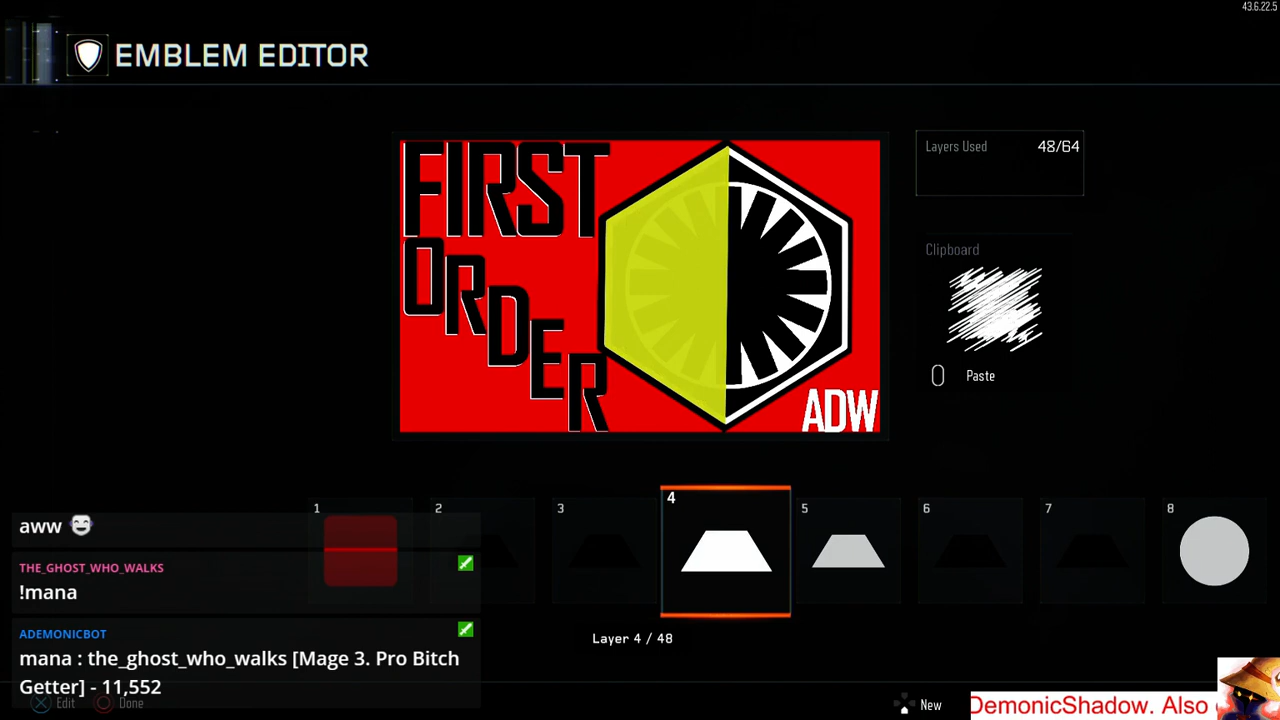 43.6.22.5
EMBLEM EDITOR
FIRST
ORDER
ADW
Layers Used 48/64
Clipboard
Paste
1 2 3 4 5 6 7 8
Layer 4 / 48
aww
THE_GHOST_WHO_WALKS
!mana
ADEMONICBOT
mana : the_ghost_who_walks [Mage 3. Pro Bitch
Getter] - 11,552
Edit Done
New
DemonicShadow. Also